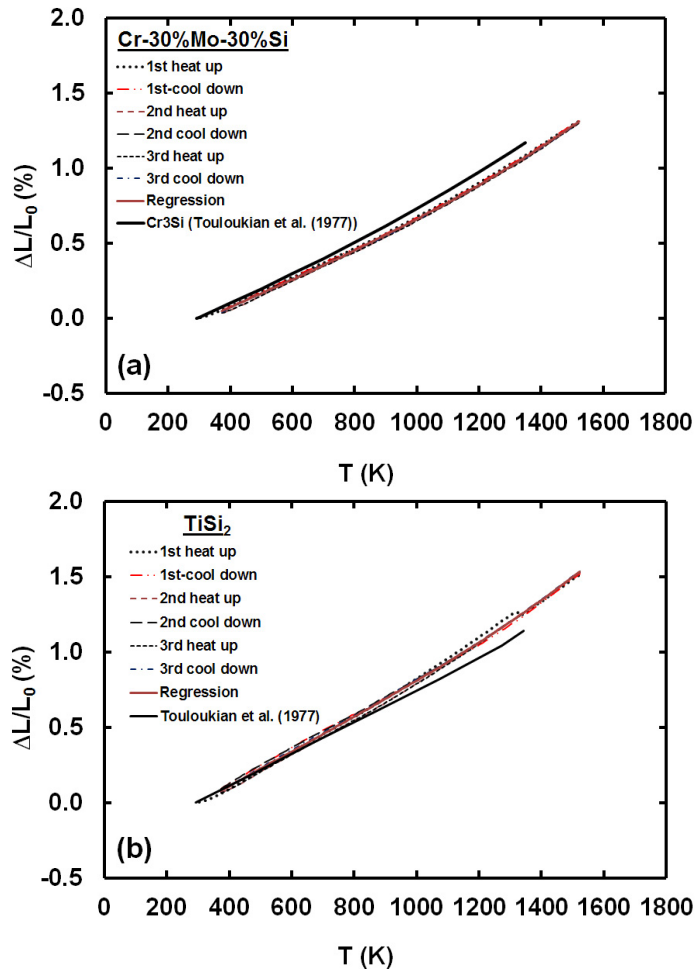 2.0
Cr-30%Mo-30%Si
1st heat up
1st-cool down
1.5
2nd heat up
2nd cool down
3rd heat up
1.0
3rd cool down
Regression
Cr3Si (Touloukian et al. (1977))
ΔL/L0 (%)
0.5
0.0
(a)
-0.5
0 200 400 600 800 1000 1200 1400 1600 1800
T (K)
2.0
TiSi2
1st heat up
1st-cool down
1.5
2nd heat up
2nd cool down
3rd heat up
1.0
3rd cool down
Regression
Touloukian et al. (1977)
ΔL/L0 (%)
0.5
0.0
(b)
-0.5
0 200 400 600 800 1000 1200 1400 1600 1800
T (K)